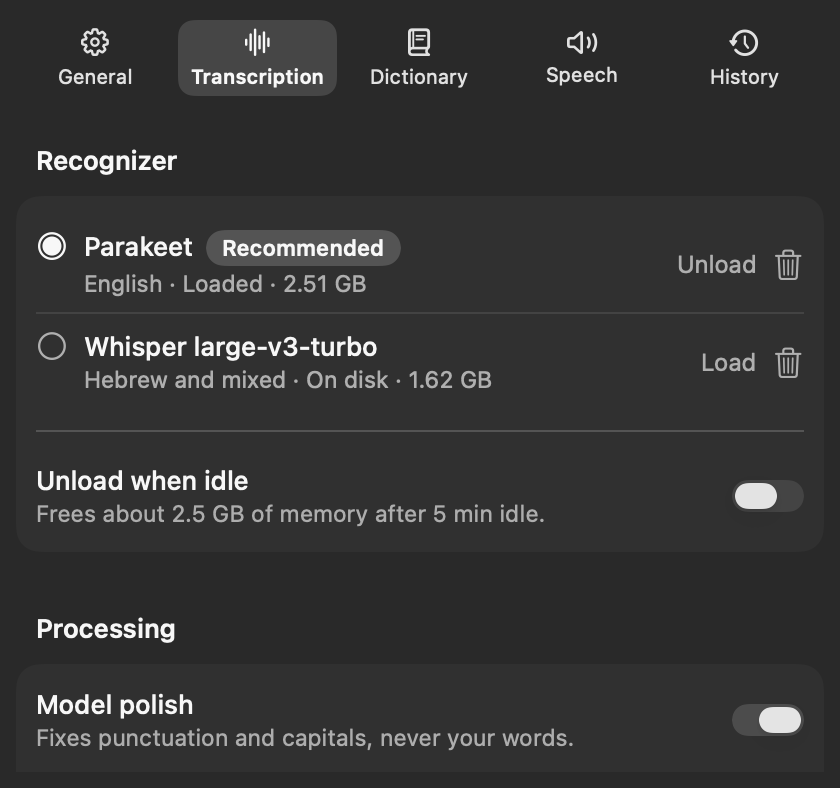 General
Transcription
Dictionary
Speech
History
Recognizer
Parakeet Recommended
English · Loaded · 2.51 GB
Unload
Whisper large-v3-turbo
Hebrew and mixed · On disk · 1.62 GB
Load
Unload when idle
Frees about 2.5 GB of memory after 5 min idle.
Processing
Model polish
Fixes punctuation and capitals, never your words.